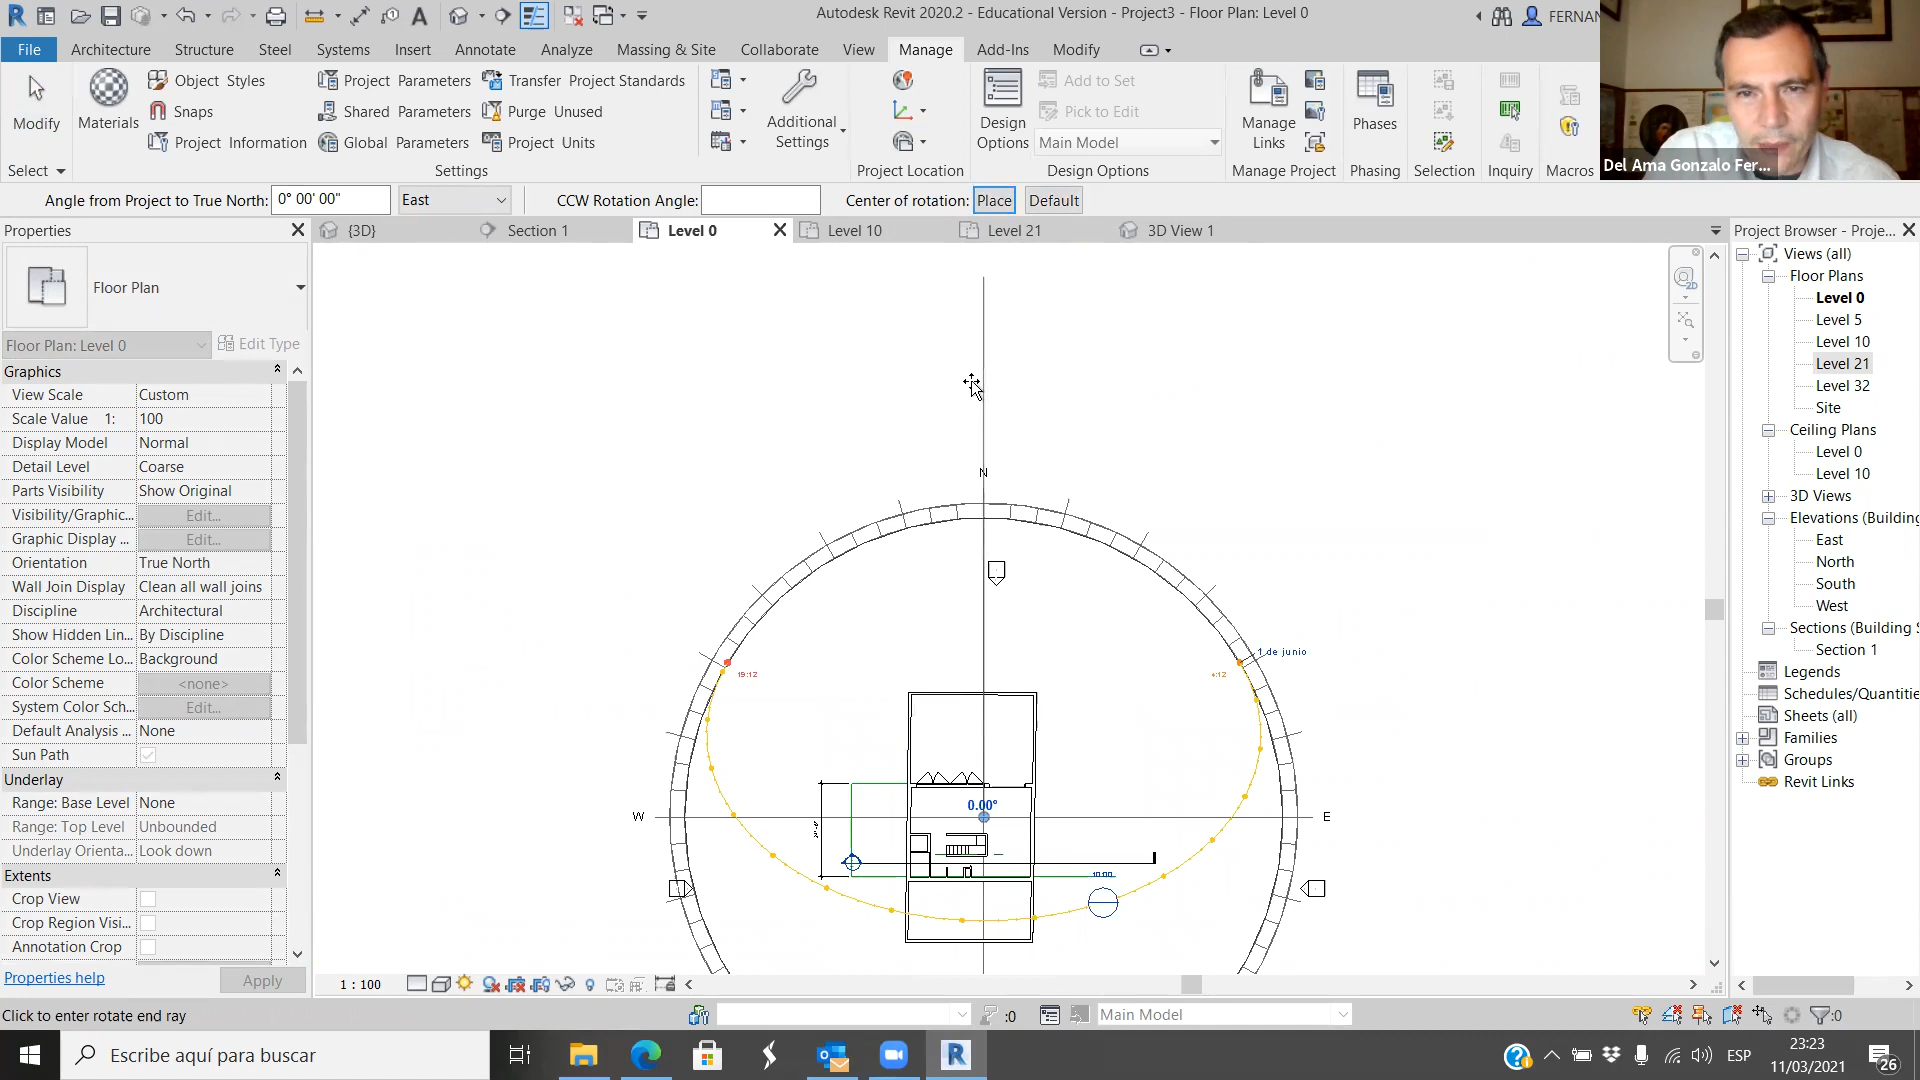 Autodesk Revit 2020.2 - Educational Version - Project3 - Floor Plan: Level 0
FERNAN
File Architecture Structure Steel Systems Insert Annotate Analyze Massing & Site Collaborate View Manage Add-Ins Modify
Modify
Materials
Object Styles
Snaps
Project Information
Project Parameters
Shared Parameters
Global Parameters
Transfer Project Standards
Purge Unused
Project Units
Additional Settings
Design Options
Add to Set
Pick to Edit
Main Model
Manage Links
Phases
Select Settings Project Location Design Options Manage Project Phasing Selection Inquiry Macros
Del Ama Gonzalo Fer...
Angle from Project to True North: 0° 00' 00" East CCW Rotation Angle: Center of rotation: Place Default
Properties
{3D} Section 1 Level 0 Level 10 Level 21 3D View 1
Floor Plan
Floor Plan: Level 0 Edit Type
Graphics
View Scale Custom
Scale Value 1: 100
Display Model Normal
Detail Level Coarse
Parts Visibility Show Original
Visibility/Graphic... Edit...
Graphic Display ... Edit...
Orientation True North
Wall Join Display Clean all wall joins
Discipline Architectural
Show Hidden Lin... By Discipline
Color Scheme Lo... Background
Color Scheme <none>
System Color Sch... Edit...
Default Analysis ... None
Sun Path
Underlay
Range: Base Level None
Range: Top Level Unbounded
Underlay Orienta... Look down
Extents
Crop View
Crop Region Visi...
Annotation Crop
Properties help Apply
N
1 de junio
19:12
4:12
0.00°
W
E
10:00
2D
Project Browser - Proje...
Views (all)
Floor Plans
Level 0
Level 5
Level 10
Level 21
Level 32
Site
Ceiling Plans
Level 0
Level 10
3D Views
Elevations (Building
East
North
South
West
Sections (Building S
Section 1
Legends
Schedules/Quantitie
Sheets (all)
Families
Groups
Revit Links
1 : 100
Click to enter rotate end ray
:0
Main Model
:0
Escribe aquí para buscar
ESP
23:23
11/03/2021
26